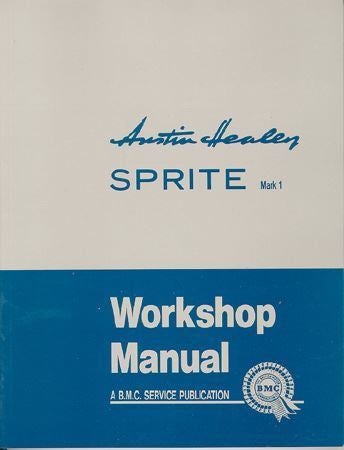 Austin Healey
SPRITE Mark 1
Workshop
Manual
A B.M.C. SERVICE PUBLICATION
BMC